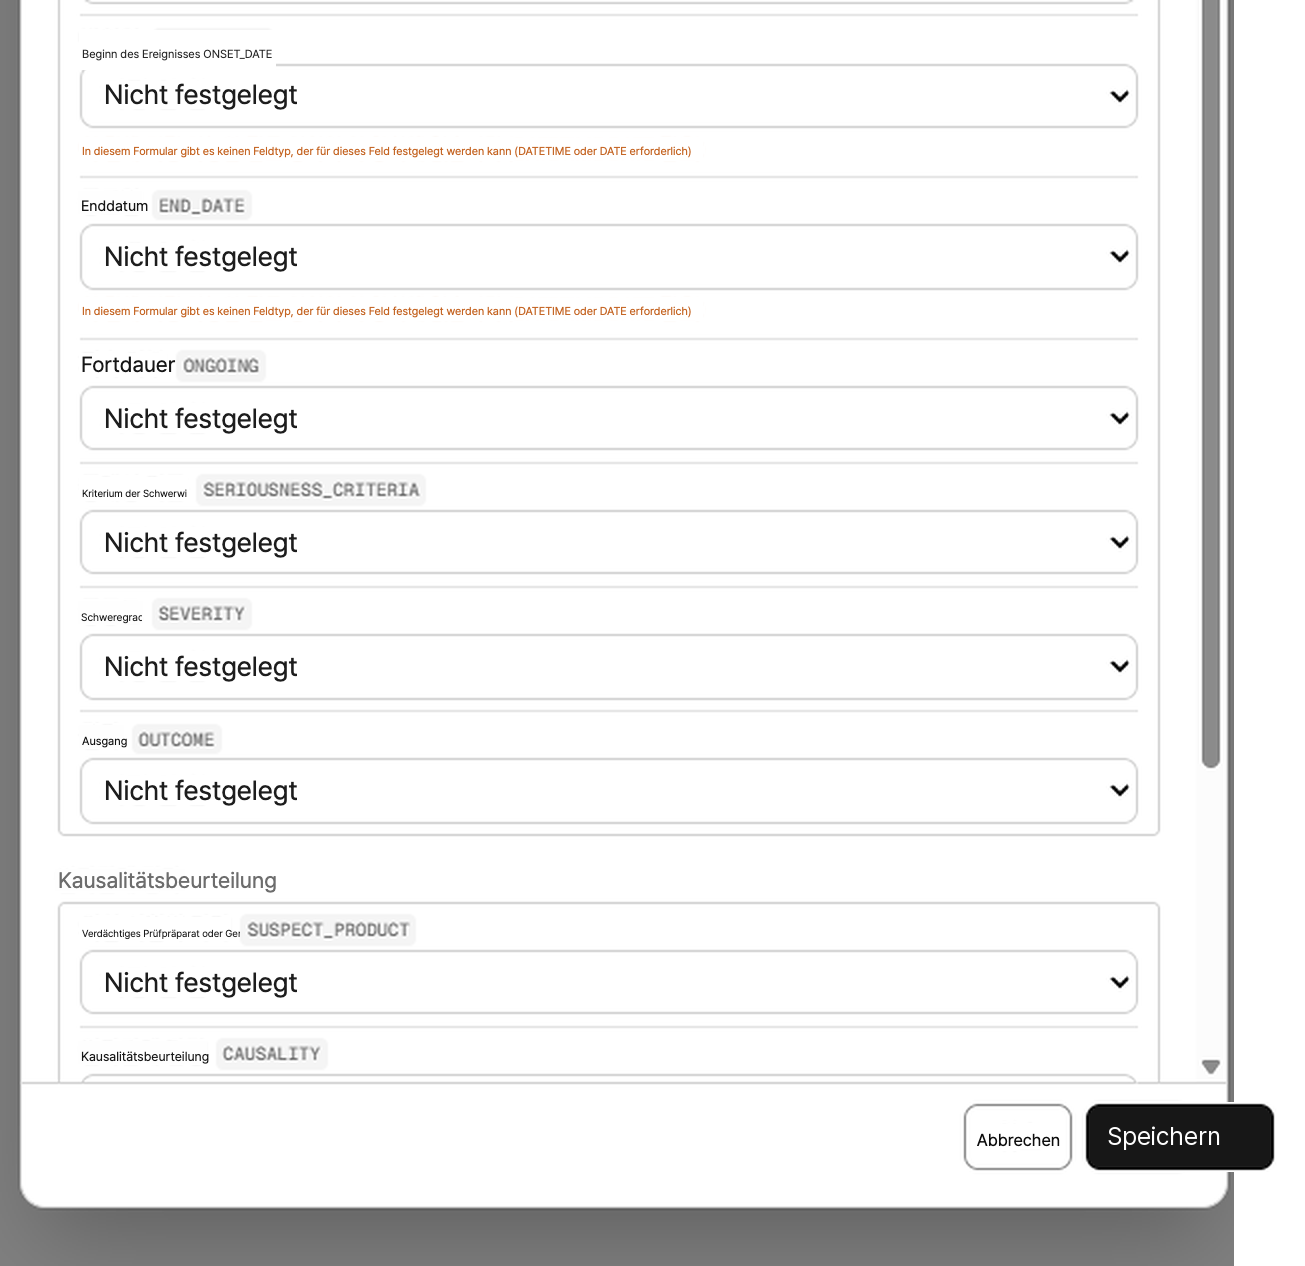 Beginn des Ereignisses ONSET_DATE
Nicht festgelegt
In diesem Formular gibt es keinen Feldtyp, der für dieses Feld festgelegt werden kann (DATETIME oder DATE erforderlich)
Enddatum END_DATE
Nicht festgelegt
In diesem Formular gibt es keinen Feldtyp, der für dieses Feld festgelegt werden kann (DATETIME oder DATE erforderlich)
Fortdauer ONGOING
Nicht festgelegt
Kriterium der Schwerwi SERIOUSNESS_CRITERIA
Nicht festgelegt
Schweregrad SEVERITY
Nicht festgelegt
Ausgang OUTCOME
Nicht festgelegt
Kausalitätsbeurteilung
Verdächtiges Prüfpräparat oder Ger SUSPECT_PRODUCT
Nicht festgelegt
Kausalitätsbeurteilung CAUSALITY
Abbrechen Speichern